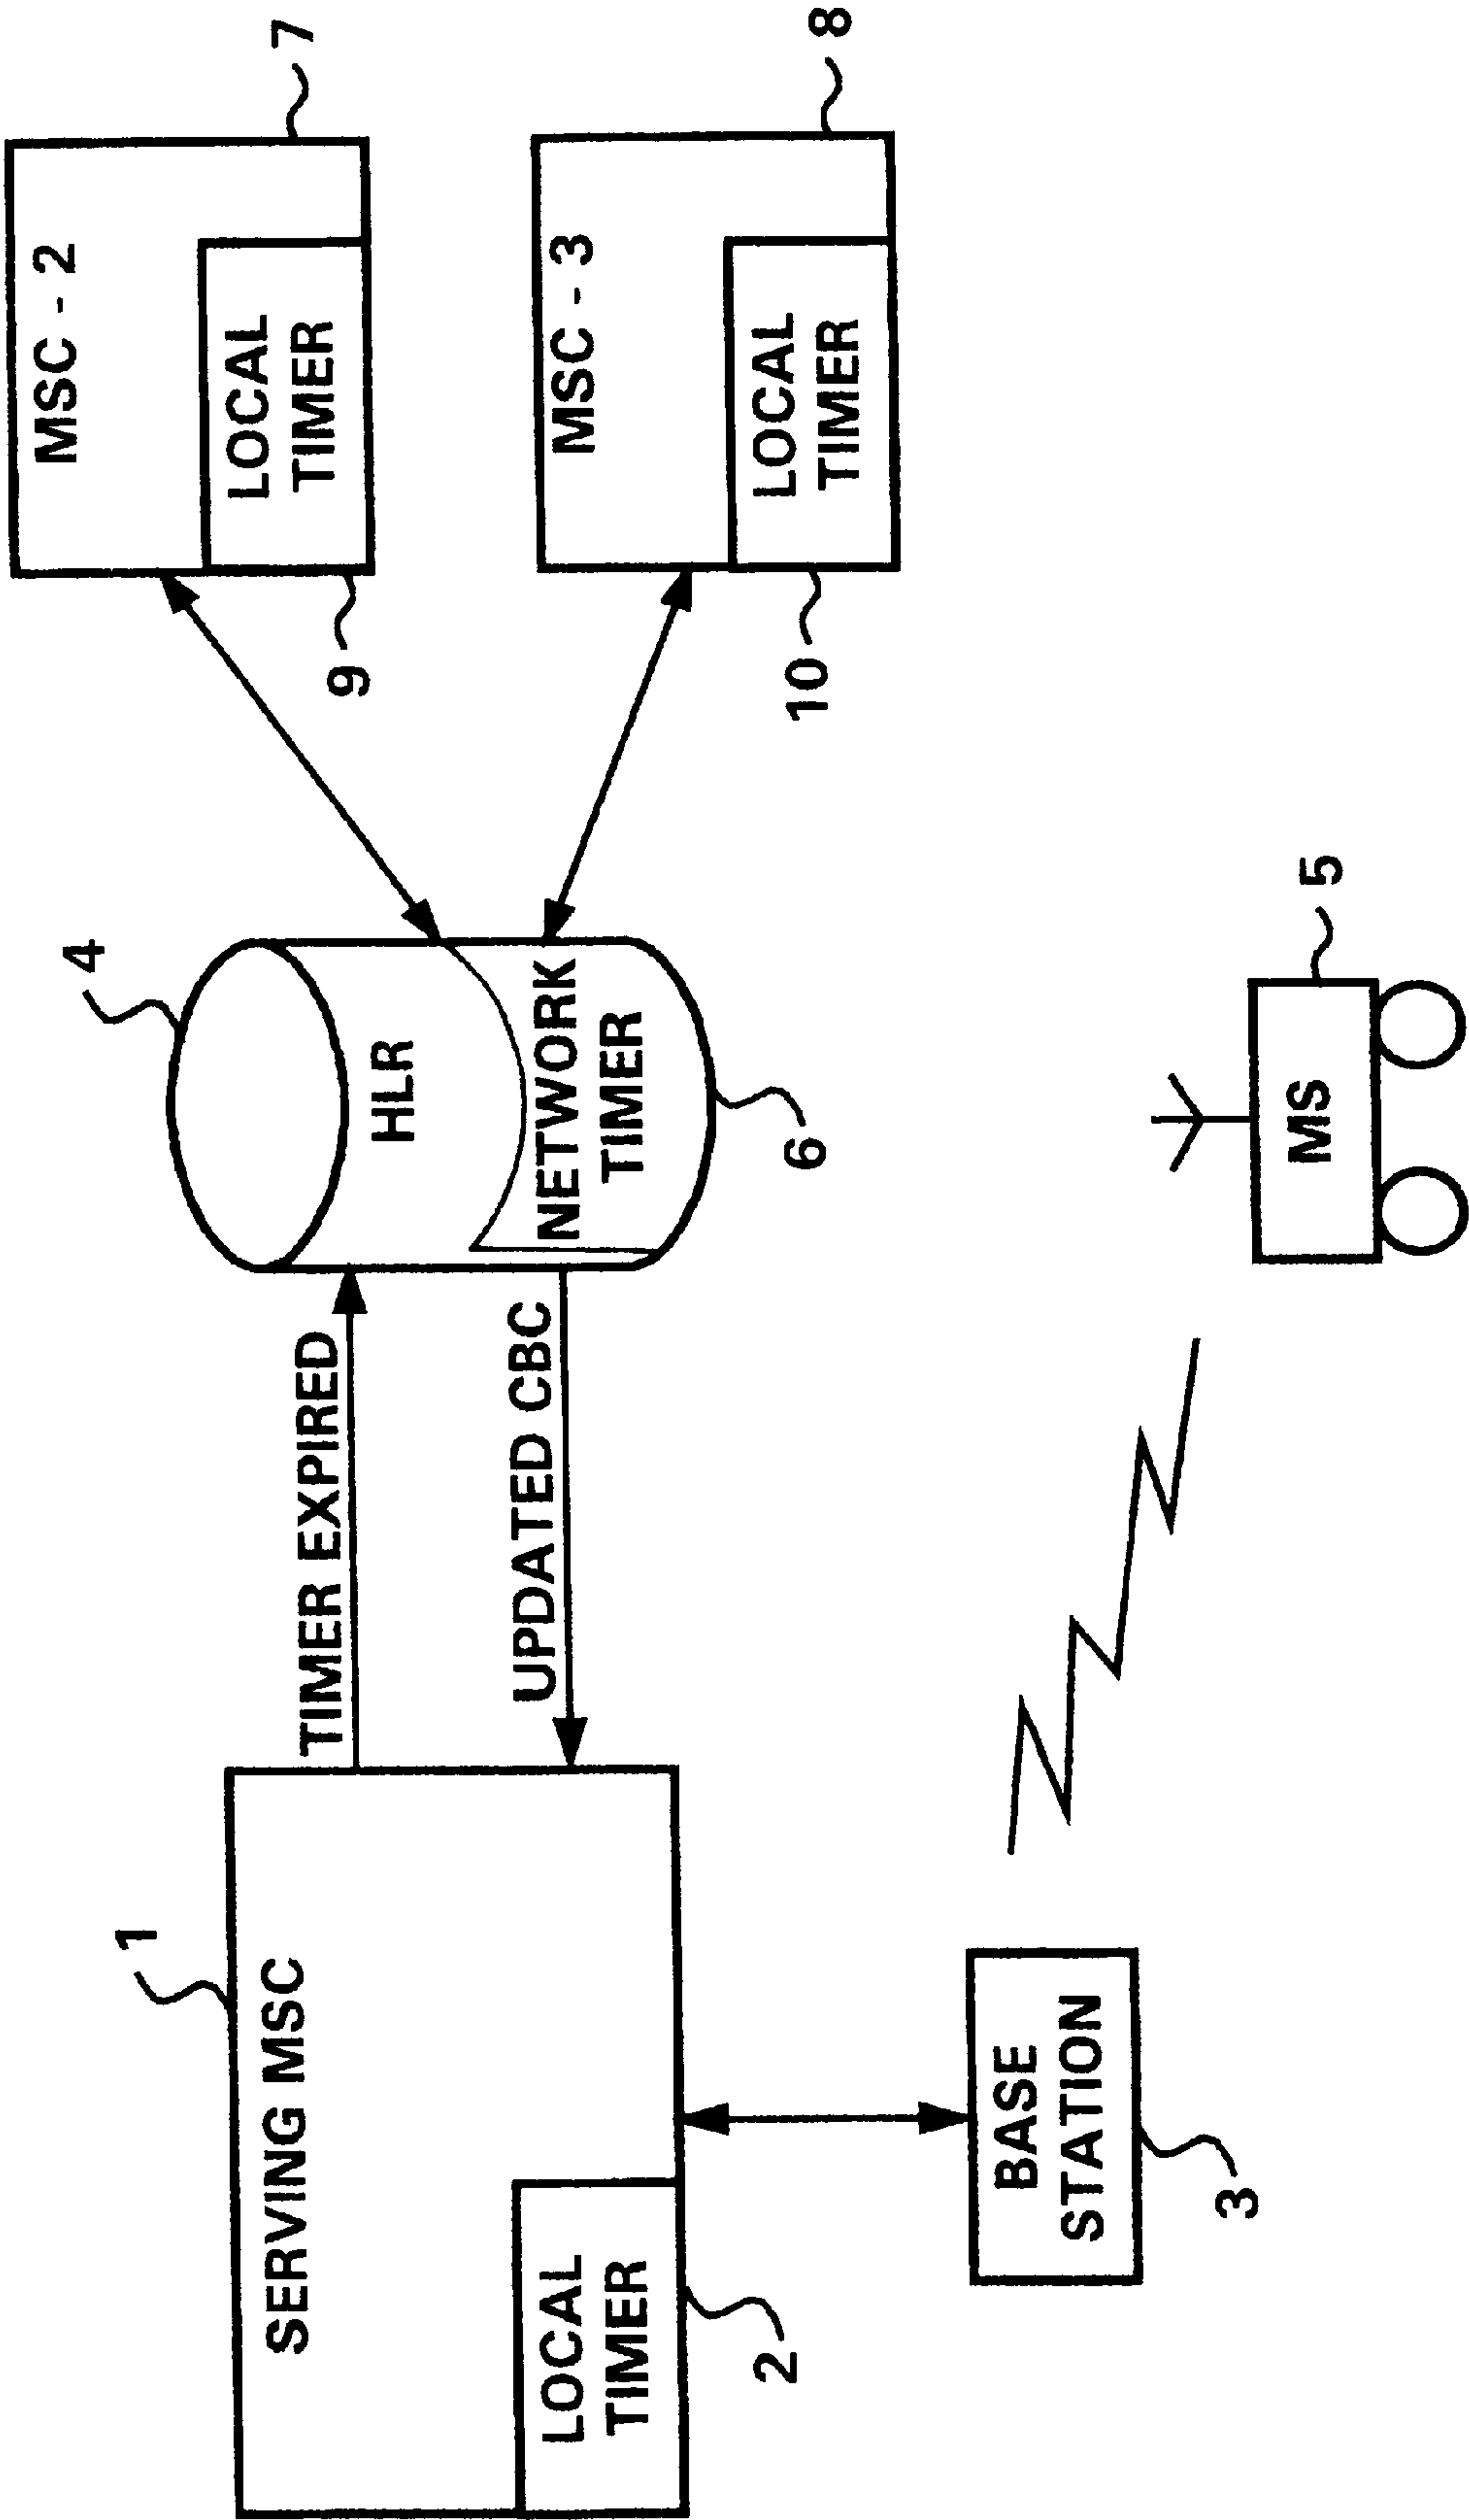 1
SERVING MSC
LOCAL
TIMER
2
BASE
STATION
3
TIMER EXPIRED
UPDATED CBC
4
HLR
NETWORK
TIMER
6
MS
5
MSC - 2
7
LOCAL
TIMER
9
MSC - 3
8
LOCAL
TIMER
10